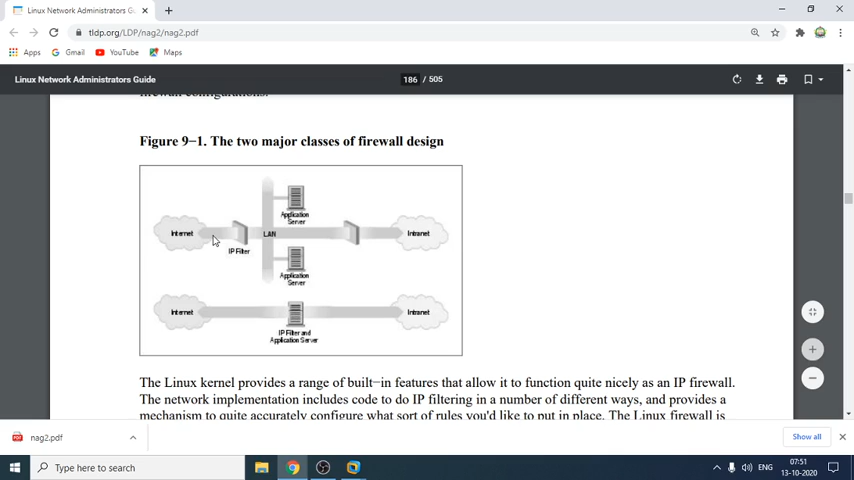 Linux Network Administrators G
tldp.org/LDP/nag2/nag2.pdf
Apps Gmail YouTube Maps
Linux Network Administrators Guide 186 / 505
firewall configurations.
Figure 9−1. The two major classes of firewall design
Application
Server
Internet LAN Intranet
IP Filter
Application
Server
Internet Intranet
IP Filter and
Application Server
The Linux kernel provides a range of built−in features that allow it to function quite nicely as an IP firewall.
The network implementation includes code to do IP filtering in a number of different ways, and provides a
mechanism to quite accurately configure what sort of rules you'd like to put in place. The Linux firewall is
nag2.pdf Show all
Type here to search ENG 07:51
13-10-2020